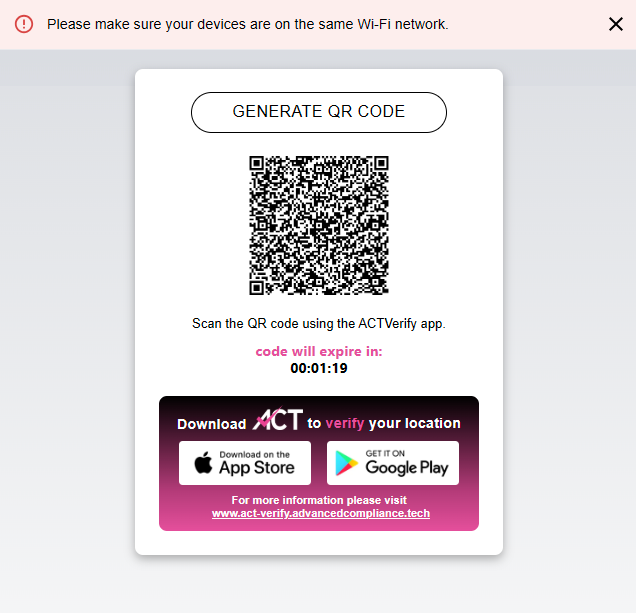 Please make sure your devices are on the same Wi-Fi network.
GENERATE QR CODE
Scan the QR code using the ACTVerify app.
code will expire in:
00:01:19
Download ACT to verify your location
Download on the
App Store
GET IT ON
Google Play
For more information please visit
www.act-verify.advancedcompliance.tech